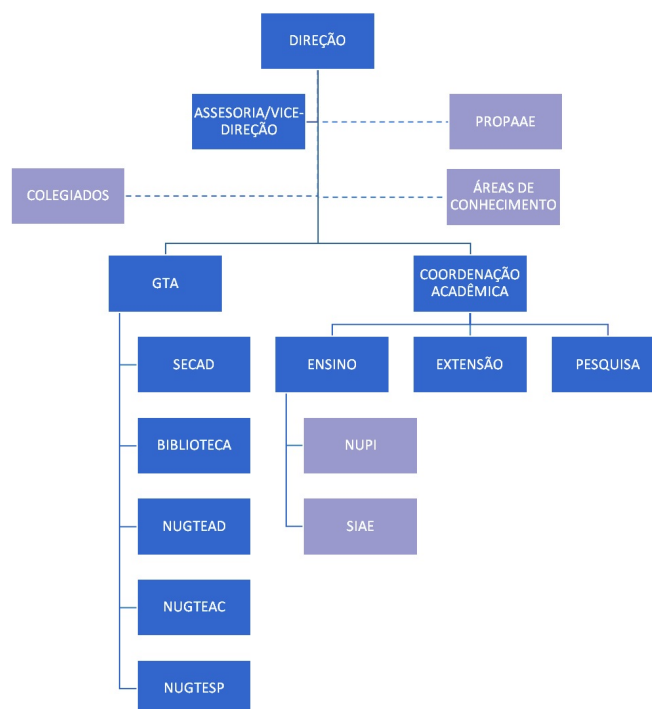 DIREÇÃO
ASSESORIA/VICE-
DIREÇÃO
PROPAAE
COLEGIADOS
ÁREAS DE
CONHECIMENTO
GTA
COORDENAÇÃO
ACADÊMICA
SECAD
ENSINO
EXTENSÃO
PESQUISA
BIBLIOTECA
NUPI
NUGTEAD
SIAE
NUGTEAC
NUGTESP